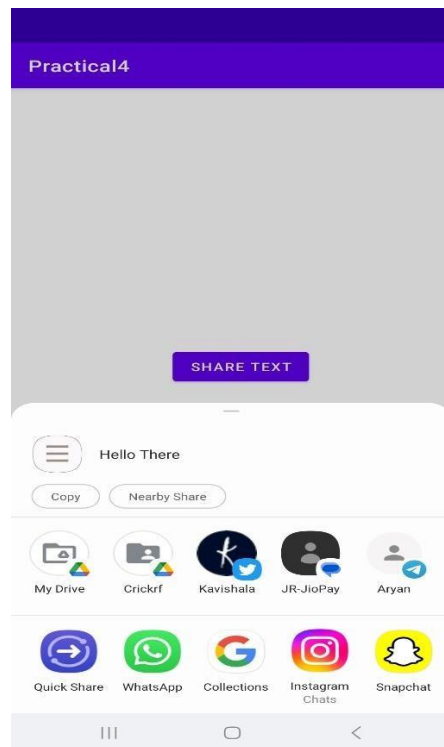 Practical4
SHARE TEXT
Hello There
Copy Nearby Share
My Drive Crickrf Kavishala JR-JioPay Aryan
Quick Share WhatsApp Collections Instagram Snapchat
Chats